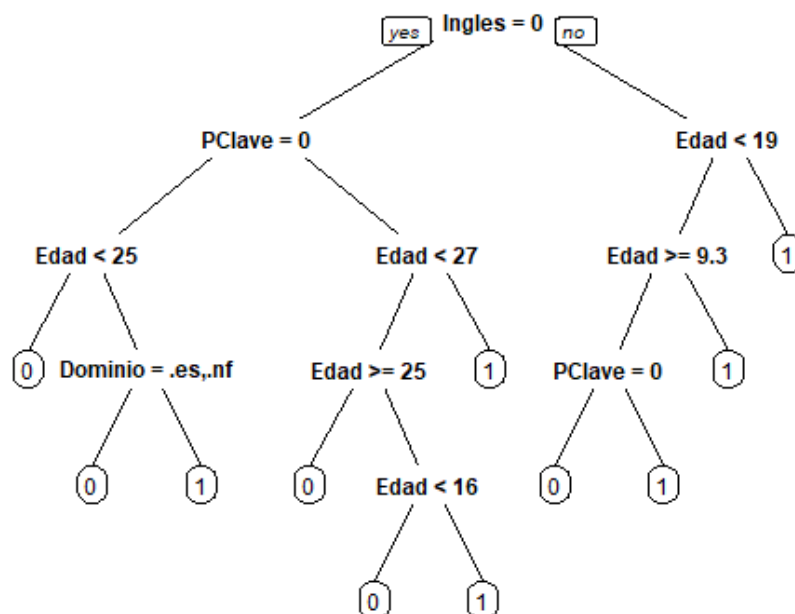 yes Ingles = 0 no
PClave = 0 Edad < 19
Edad < 25 Edad < 27 Edad >= 9.3 1
0 Dominio = .es,.nf Edad >= 25 1 PClave = 0 1
0 1 0 Edad < 16 0 1
0 1